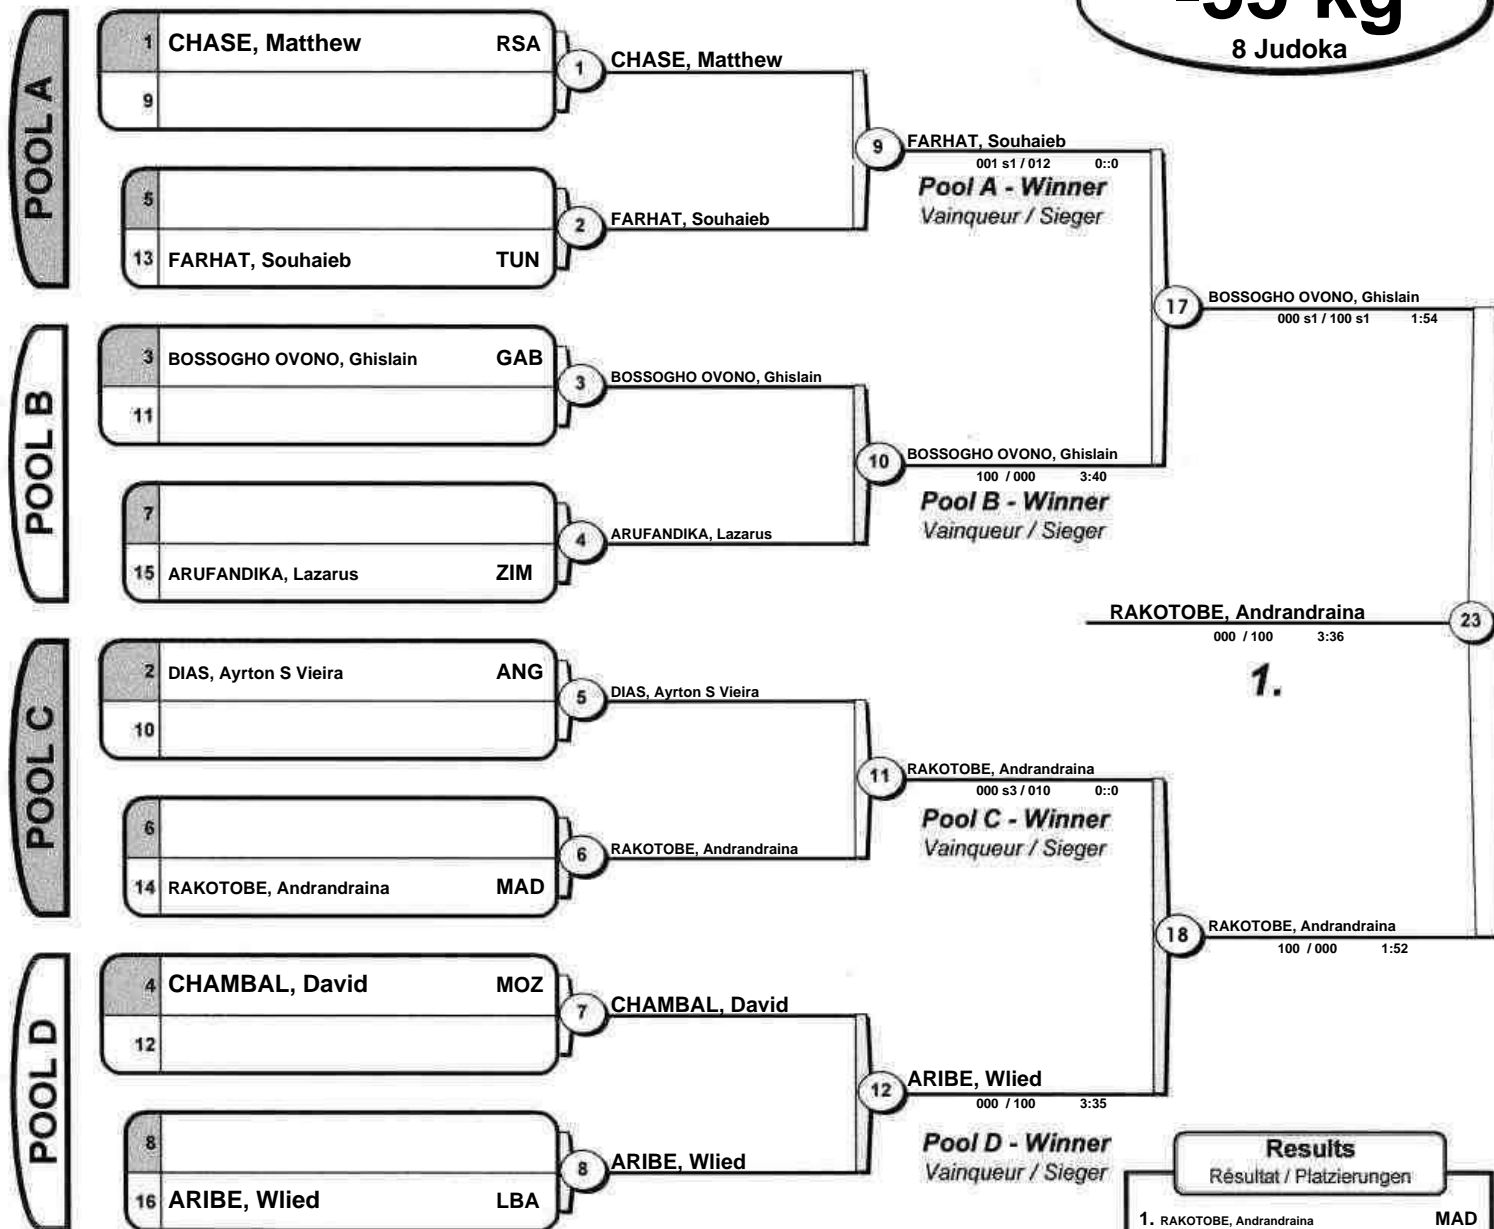 -55 kg
8 Judoka
POOL A
1 CHASE, Matthew RSA
9
5
13 FARHAT, Souhaieb TUN
1 CHASE, Matthew
2 FARHAT, Souhaieb
9 FARHAT, Souhaieb
001 s1 / 012 0::0
Pool A - Winner
Vainqueur / Sieger
POOL B
3 BOSSOGHO OVONO, Ghislain GAB
11
7
15 ARUFANDIKA, Lazarus ZIM
3 BOSSOGHO OVONO, Ghislain
4 ARUFANDIKA, Lazarus
10 BOSSOGHO OVONO, Ghislain
100 / 000 3:40
Pool B - Winner
Vainqueur / Sieger
17 BOSSOGHO OVONO, Ghislain
000 s1 / 100 s1 1:54
RAKOTOBE, Andrandraina 23
000 / 100 3:36
1.
POOL C
2 DIAS, Ayrton S Vieira ANG
10
6
14 RAKOTOBE, Andrandraina MAD
5 DIAS, Ayrton S Vieira
6 RAKOTOBE, Andrandraina
11 RAKOTOBE, Andrandraina
000 s3 / 010 0::0
Pool C - Winner
Vainqueur / Sieger
POOL D
4 CHAMBAL, David MOZ
12
8
16 ARIBE, Wlied LBA
7 CHAMBAL, David
8 ARIBE, Wlied
12 ARIBE, Wlied
000 / 100 3:35
Pool D - Winner
Vainqueur / Sieger
18 RAKOTOBE, Andrandraina
100 / 000 1:52
Results
Résultat / Platzierungen
1. RAKOTOBE, Andrandraina MAD